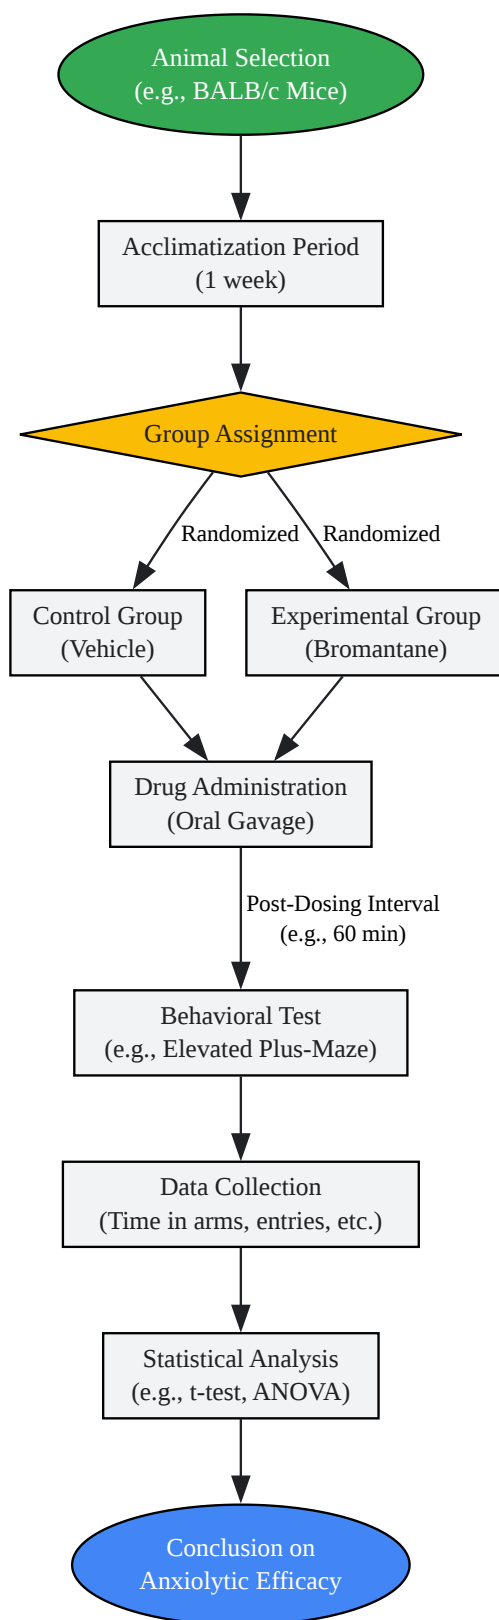 Animal Selection
(e.g., BALB/c Mice)
Acclimatization Period
(1 week)
Group Assignment
Randomized
Randomized
Control Group
(Vehicle)
Experimental Group
(Bromantane)
Drug Administration
(Oral Gavage)
Post-Dosing Interval
(e.g., 60 min)
Behavioral Test
(e.g., Elevated Plus-Maze)
Data Collection
(Time in arms, entries, etc.)
Statistical Analysis
(e.g., t-test, ANOVA)
Conclusion on
Anxiolytic Efficacy